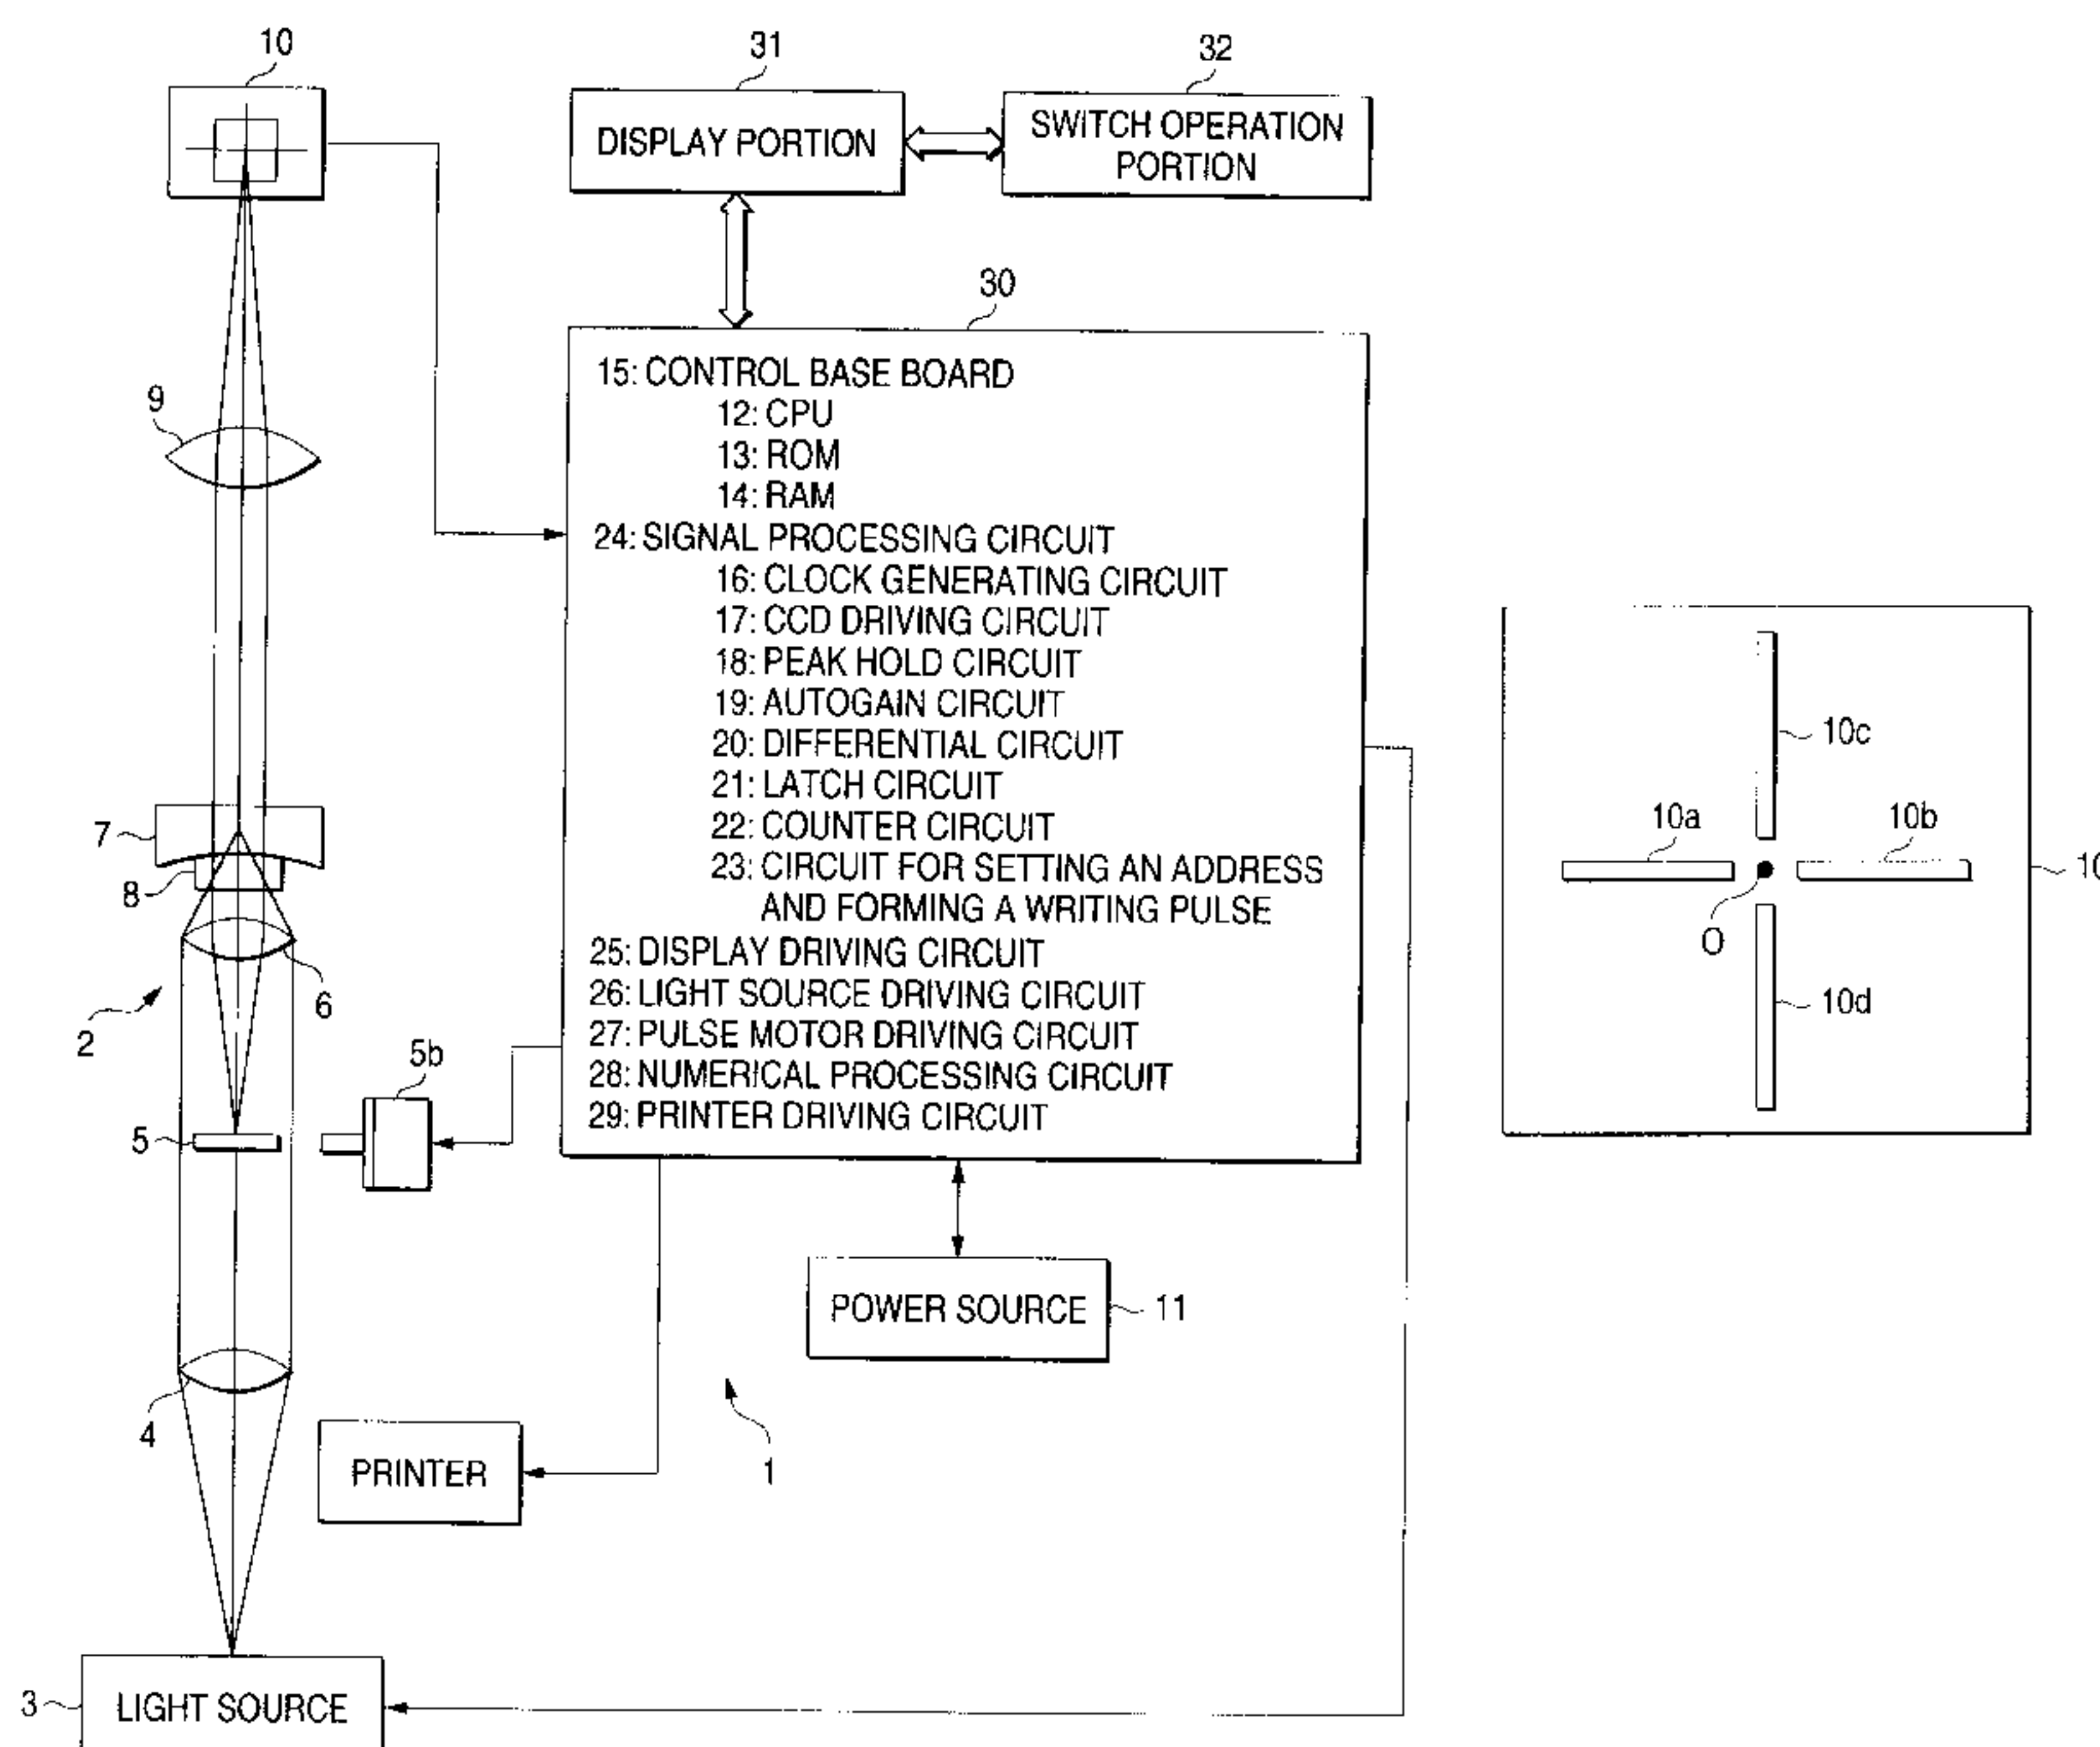 10
31
32
DISPLAY PORTION
SWITCH OPERATION
PORTION
30
9
15: CONTROL BASE BOARD
12: CPU
13: ROM
14: RAM
24: SIGNAL PROCESSING CIRCUIT
16: CLOCK GENERATING CIRCUIT
17: CCD DRIVING CIRCUIT
18: PEAK HOLD CIRCUIT
19: AUTOGAIN CIRCUIT
20: DIFFERENTIAL CIRCUIT
21: LATCH CIRCUIT
22: COUNTER CIRCUIT
23: CIRCUIT FOR SETTING AN ADDRESS
AND FORMING A WRITING PULSE
25: DISPLAY DRIVING CIRCUIT
26: LIGHT SOURCE DRIVING CIRCUIT
27: PULSE MOTOR DRIVING CIRCUIT
28: NUMERICAL PROCESSING CIRCUIT
29: PRINTER DRIVING CIRCUIT
7
8
6
2
5b
5
10c
10a
10b
10
O
10d
POWER SOURCE
11
4
PRINTER
1
3
LIGHT SOURCE